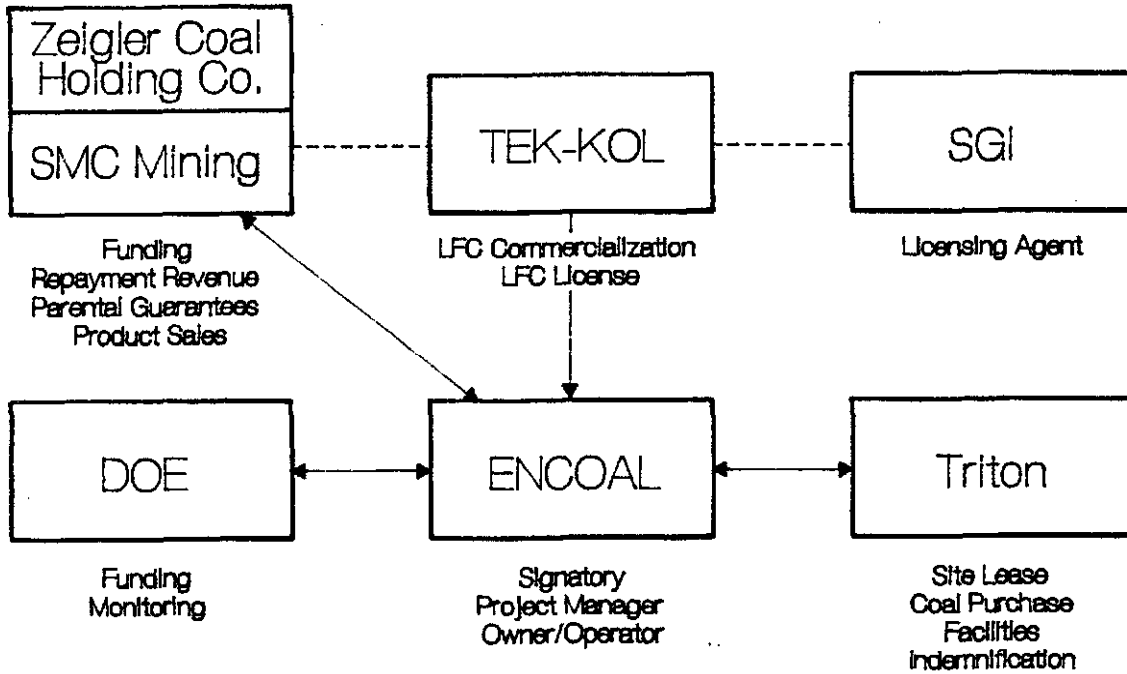 Zeigler Coal
Holding Co.
SMC Mining
TEK-KOL
SGI
Funding
Repayment Revenue
Parental Guarantees
Product Sales
LFC Commercialization
LFC License
Licensing Agent
DOE
ENCOAL
Triton
Funding
Monitoring
Signatory
Project Manager
Owner/Operator
Site Lease
Coal Purchase
Facilities
Indemnification